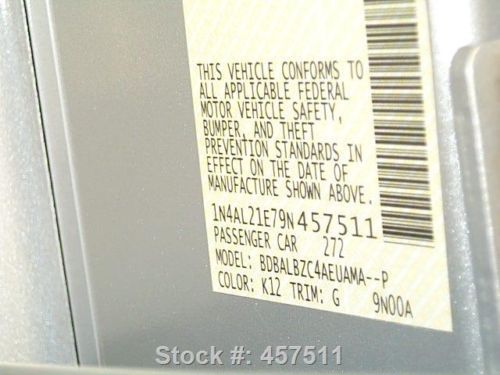 THIS VEHICLE CONFORMS TO
ALL APPLICABLE FEDERAL
MOTOR VEHICLE SAFETY,
BUMPER, AND THEFT
PREVENTION STANDARDS IN
EFFECT ON THE DATE OF
MANUFACTURE SHOWN ABOVE.
1N4AL21E79N457511
PASSENGER CAR 272
MODEL: BDBALBZC4AEUAMA--P
COLOR: K12 TRIM: G 9N00A
Stock #: 457511